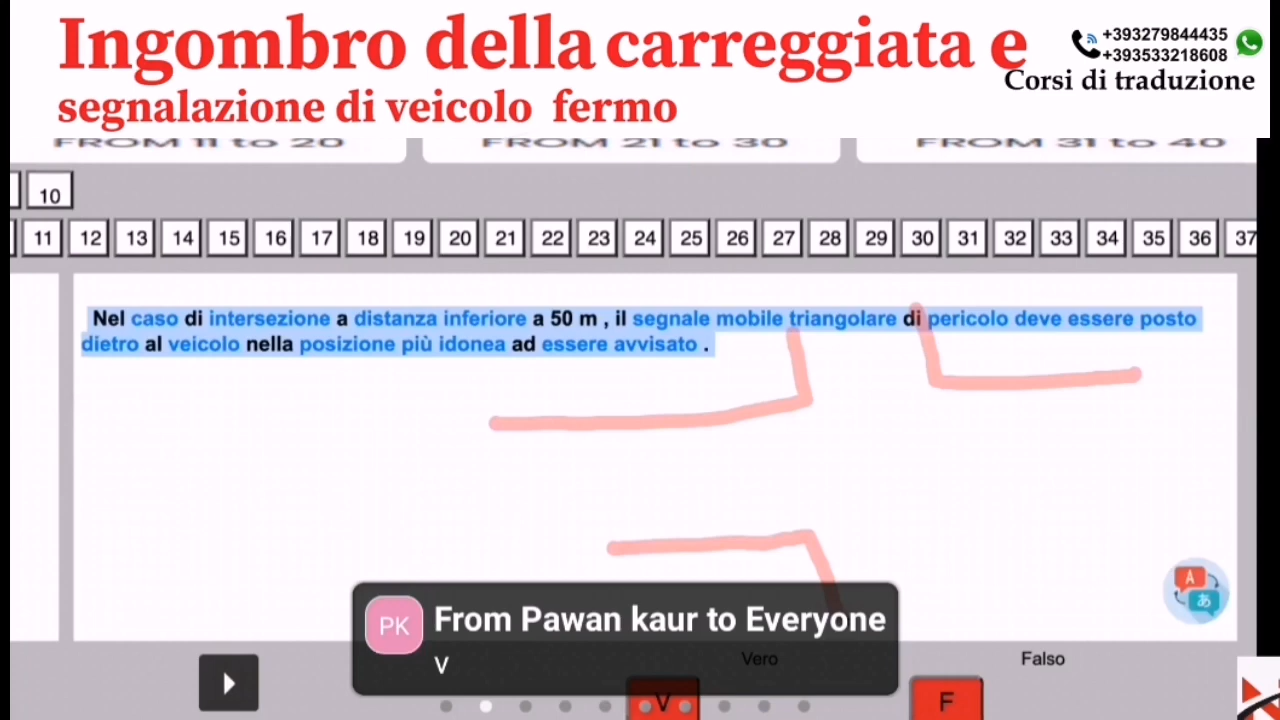 Ingombro della carreggiata e
segnalazione di veicolo fermo
+393279844435
+393533218608
Corsi di traduzione
FROM 11 to 20
FROM 21 to 30
FROM 31 to 40
10
11 12 13 14 15 16 17 18 19 20 21 22 23 24 25 26 27 28 29 30 31 32 33 34 35 36 37
Nel caso di intersezione a distanza inferiore a 50 m , il segnale mobile triangolare di pericolo deve essere posto
dietro al veicolo nella posizione più idonea ad essere avvisato .
A
あ
PK
From Pawan kaur to Everyone
V
Vero
Falso
V
F